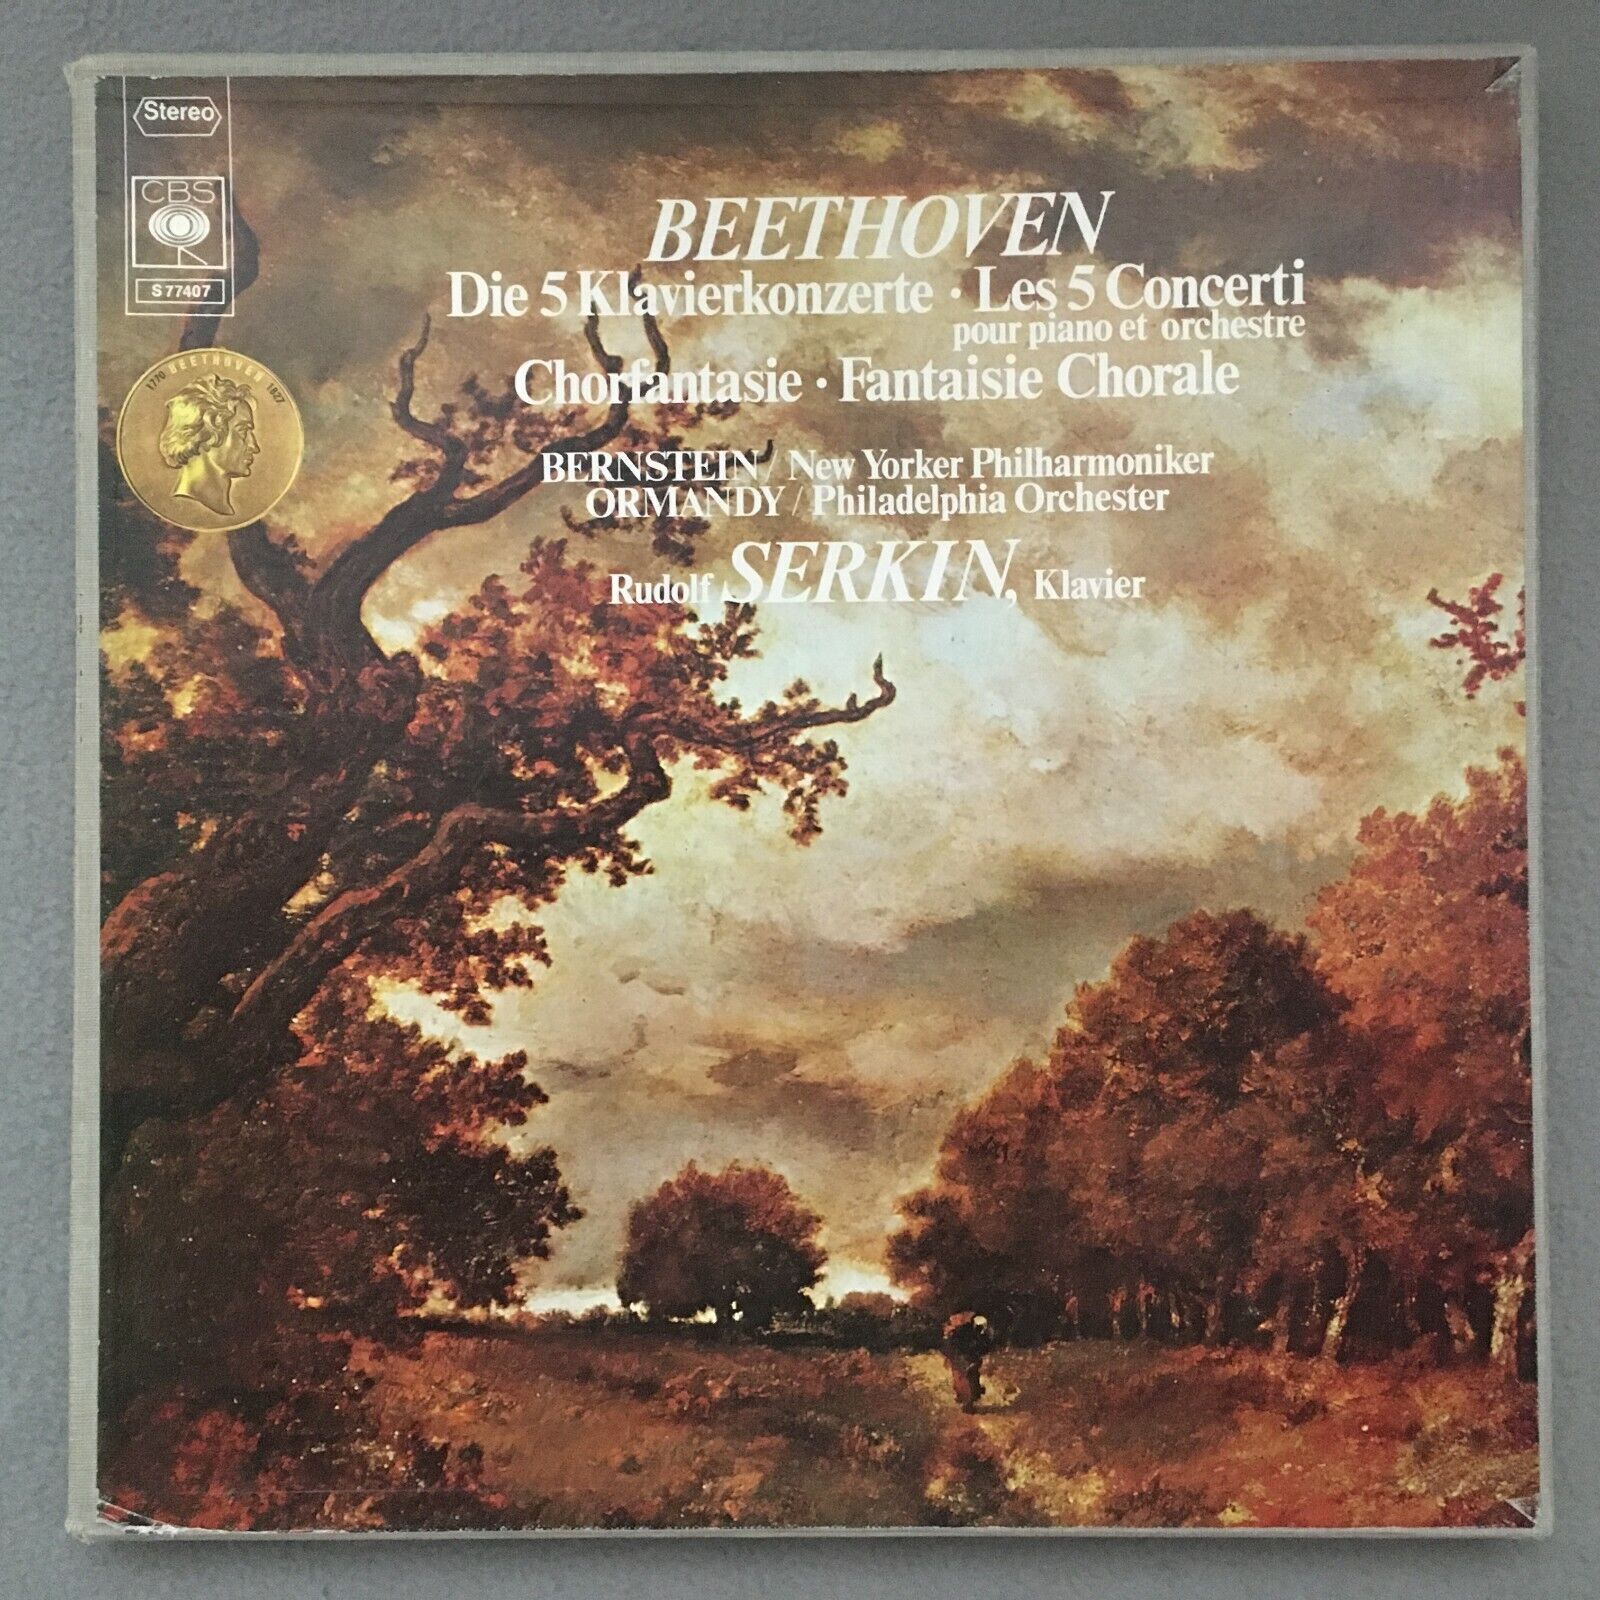 Stereo
CBS
S 77407
1770 BEETHOVEN 1827
BEETHOVEN
Die 5 Klavierkonzerte · Les 5 Concerti
pour piano et orchestre
Chorfantasie · Fantaisie Chorale
BERNSTEIN / New Yorker Philharmoniker
ORMANDY / Philadelphia Orchester
Rudolf SERKIN, Klavier